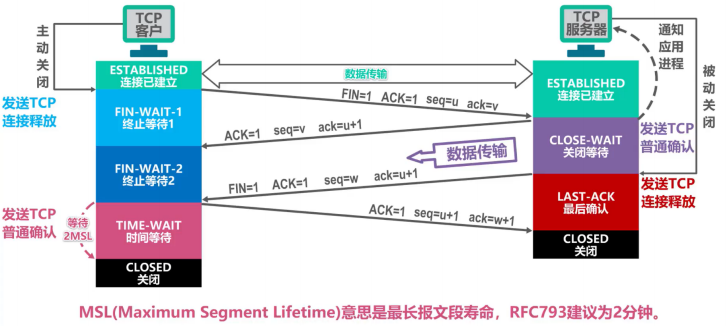 TCP
客户
TCP
服务器
主动关闭
通知
应用
进程
被动关闭
ESTABLISHED
连接已建立
数据传输
ESTABLISHED
连接已建立
FIN=1 ACK=1 seq=u ack=v
发送TCP
连接释放
FIN-WAIT-1
终止等待1
ACK=1 seq=v ack=u+1
CLOSE-WAIT
关闭等待
发送TCP
普通确认
数据传输
FIN-WAIT-2
终止等待2
FIN=1 ACK=1 seq=w ack=u+1
LAST-ACK
最后确认
发送TCP
连接释放
发送TCP
普通确认
等待
2MSL
TIME-WAIT
时间等待
ACK=1 seq=u+1 ack=w+1
CLOSED
关闭
CLOSED
关闭
MSL(Maximum Segment Lifetime)意思是最长报文段寿命，RFC793建议为2分钟。